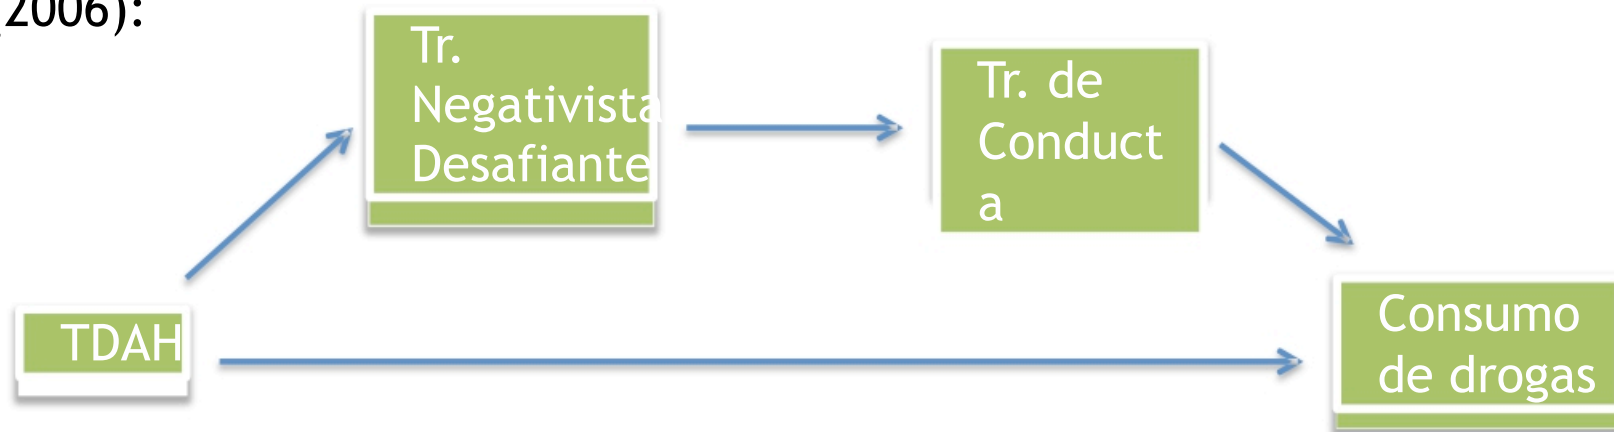 2006):
Tr.
Negativista
Desafiante
Tr. de
Conduct
a
TDAH
Consumo
de drogas